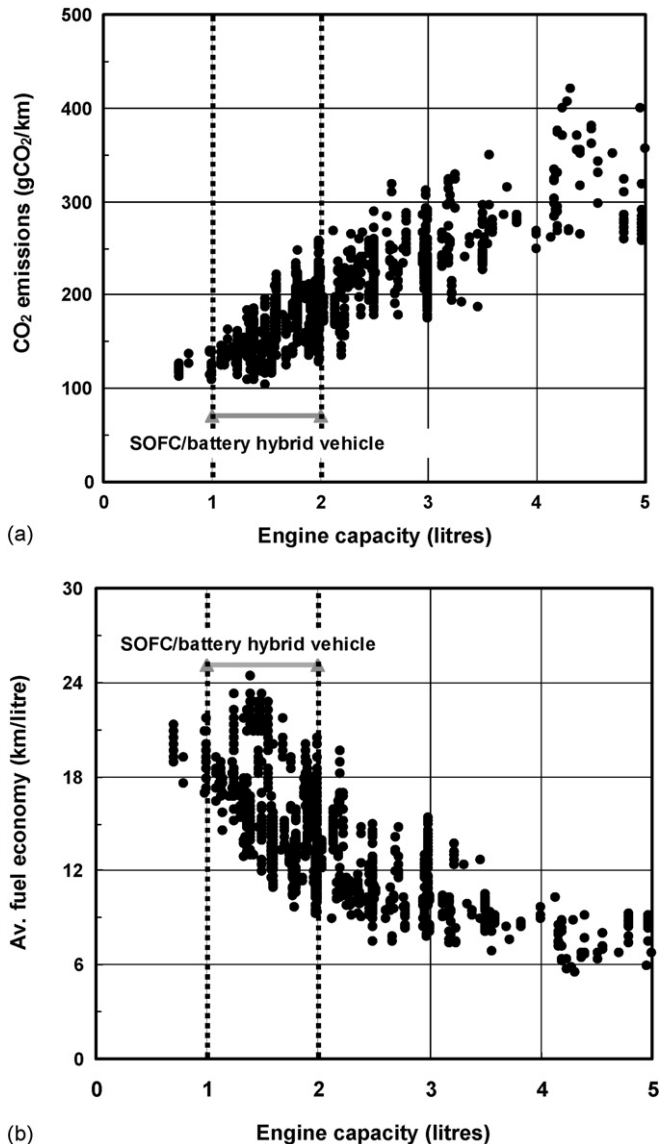 500
400
300
200
100
0
CO₂ emissions (gCO₂/km)
SOFC/battery hybrid vehicle
0 1 2 3 4 5
(a)
Engine capacity (litres)
30
SOFC/battery hybrid vehicle
24
18
12
6
0
Av. fuel economy (km/litre)
0 1 2 3 4 5
(b)
Engine capacity (litres)